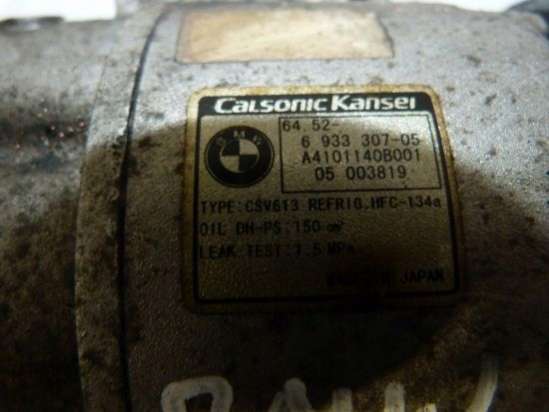 CALSONIC KANSEI
BMW
64.52-
6 933 307-05
A4101140B001
05 003819
TYPE:CSV613 REFRIG.HFC-134a
OIL DH-PS:150 cm³
LEAK TEST:1.5 MPa
JAPAN